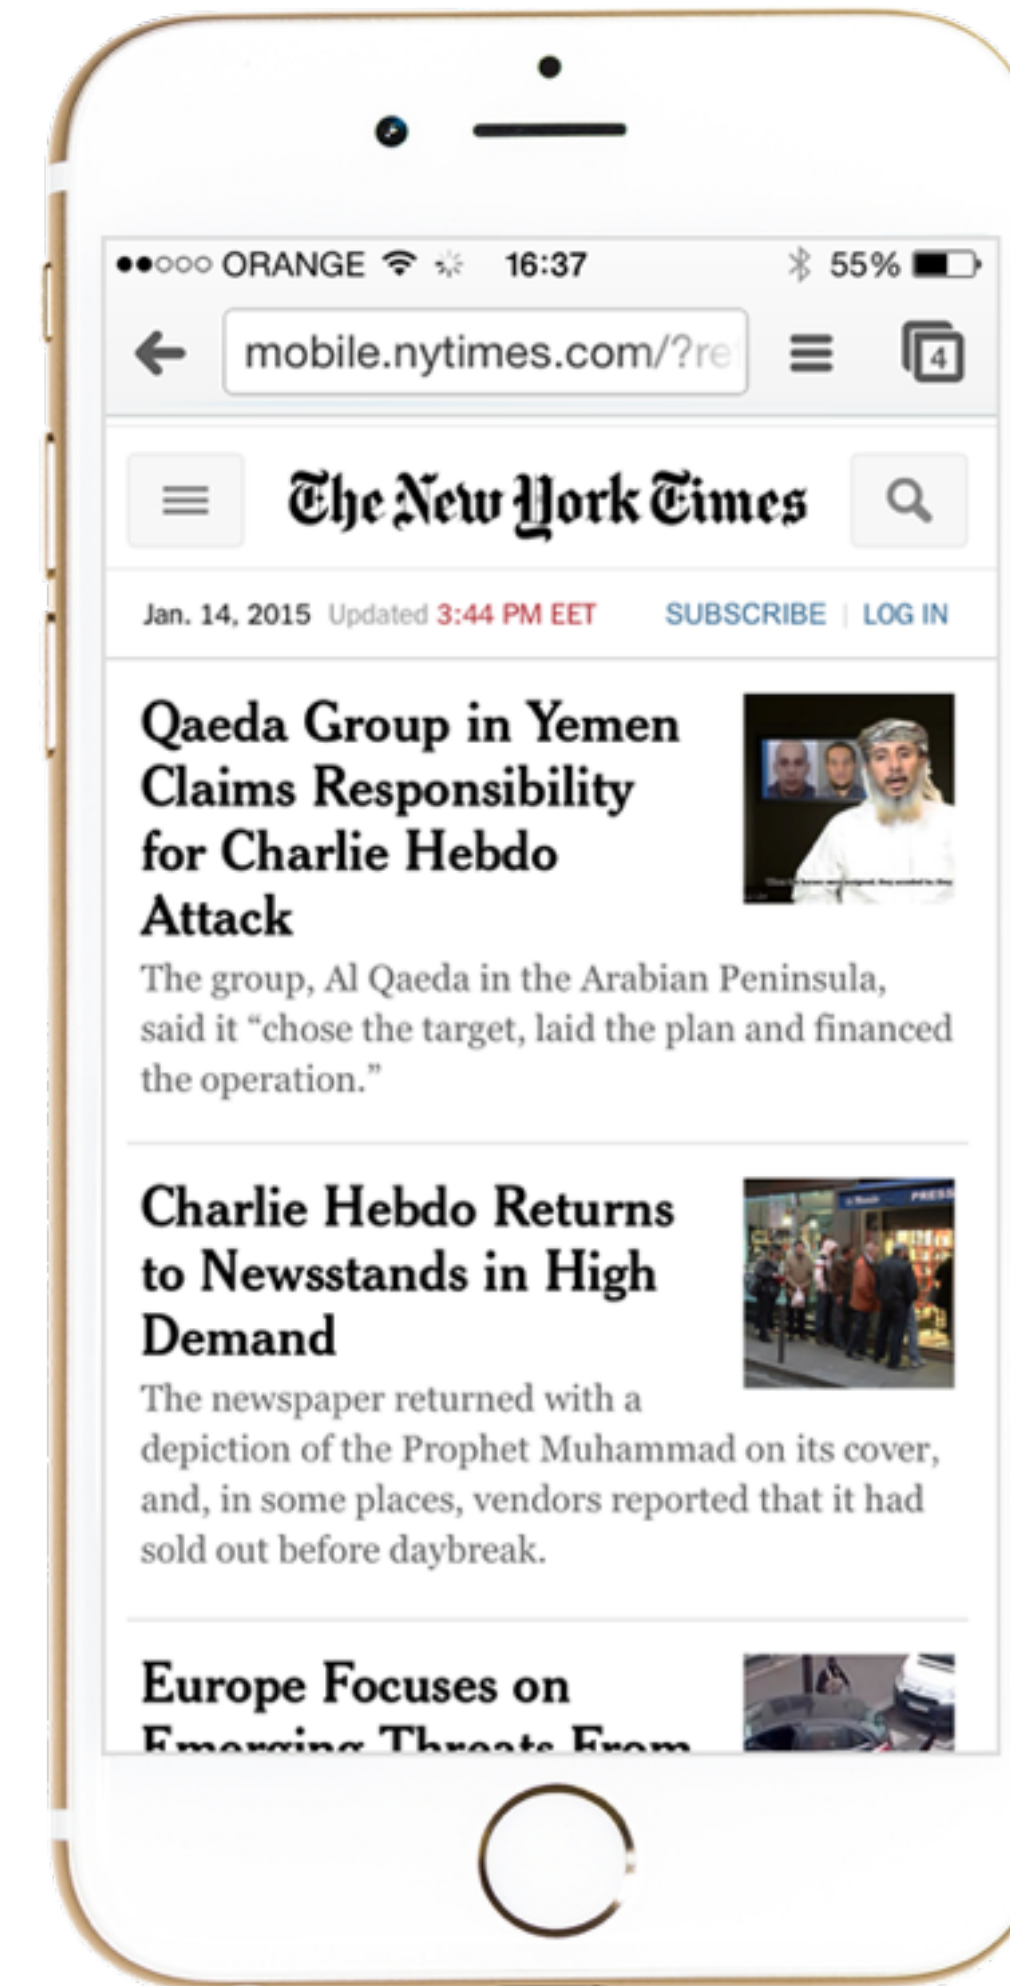 ORANGE 16:37 55%
mobile.nytimes.com/?re
4
The New York Times
Jan. 14, 2015 Updated 3:44 PM EET SUBSCRIBE | LOG IN
Qaeda Group in Yemen
Claims Responsibility
for Charlie Hebdo
Attack
The group, Al Qaeda in the Arabian Peninsula,
said it “chose the target, laid the plan and financed
the operation.”
Charlie Hebdo Returns
to Newsstands in High
Demand
PRESS
The newspaper returned with a
depiction of the Prophet Muhammad on its cover,
and, in some places, vendors reported that it had
sold out before daybreak.
Europe Focuses on
Emerging Threats From